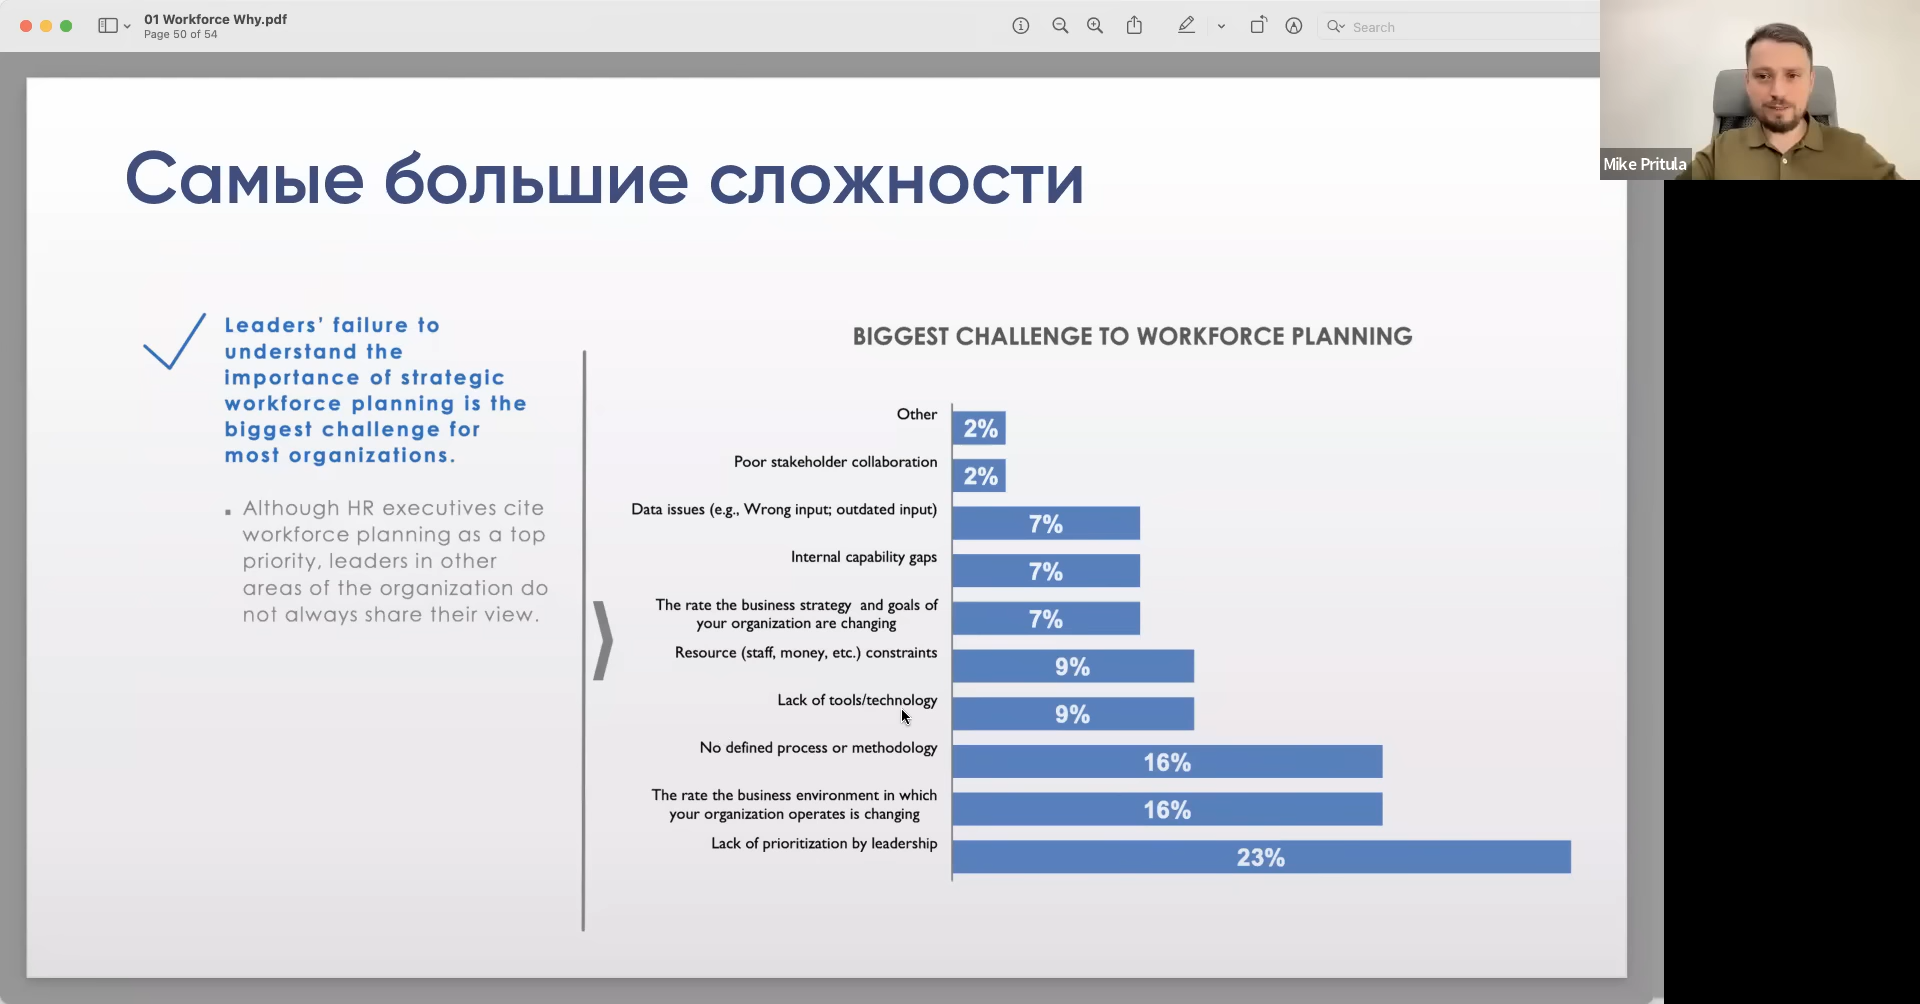 01 Workforce Why.pdf
Page 50 of 54
Search
Mike Pritula
Самые большие сложности
Leaders' failure to
understand the
importance of strategic
workforce planning is the
biggest challenge for
most organizations.
▪ Although HR executives cite
workforce planning as a top
priority, leaders in other
areas of the organization do
not always share their view.
BIGGEST CHALLENGE TO WORKFORCE PLANNING
Other
2%
Poor stakeholder collaboration
2%
Data issues (e.g., Wrong input; outdated input)
7%
Internal capability gaps
7%
The rate the business strategy and goals of
your organization are changing
7%
Resource (staff, money, etc.) constraints
9%
Lack of tools/technology
9%
No defined process or methodology
16%
The rate the business environment in which
your organization operates is changing
16%
Lack of prioritization by leadership
23%